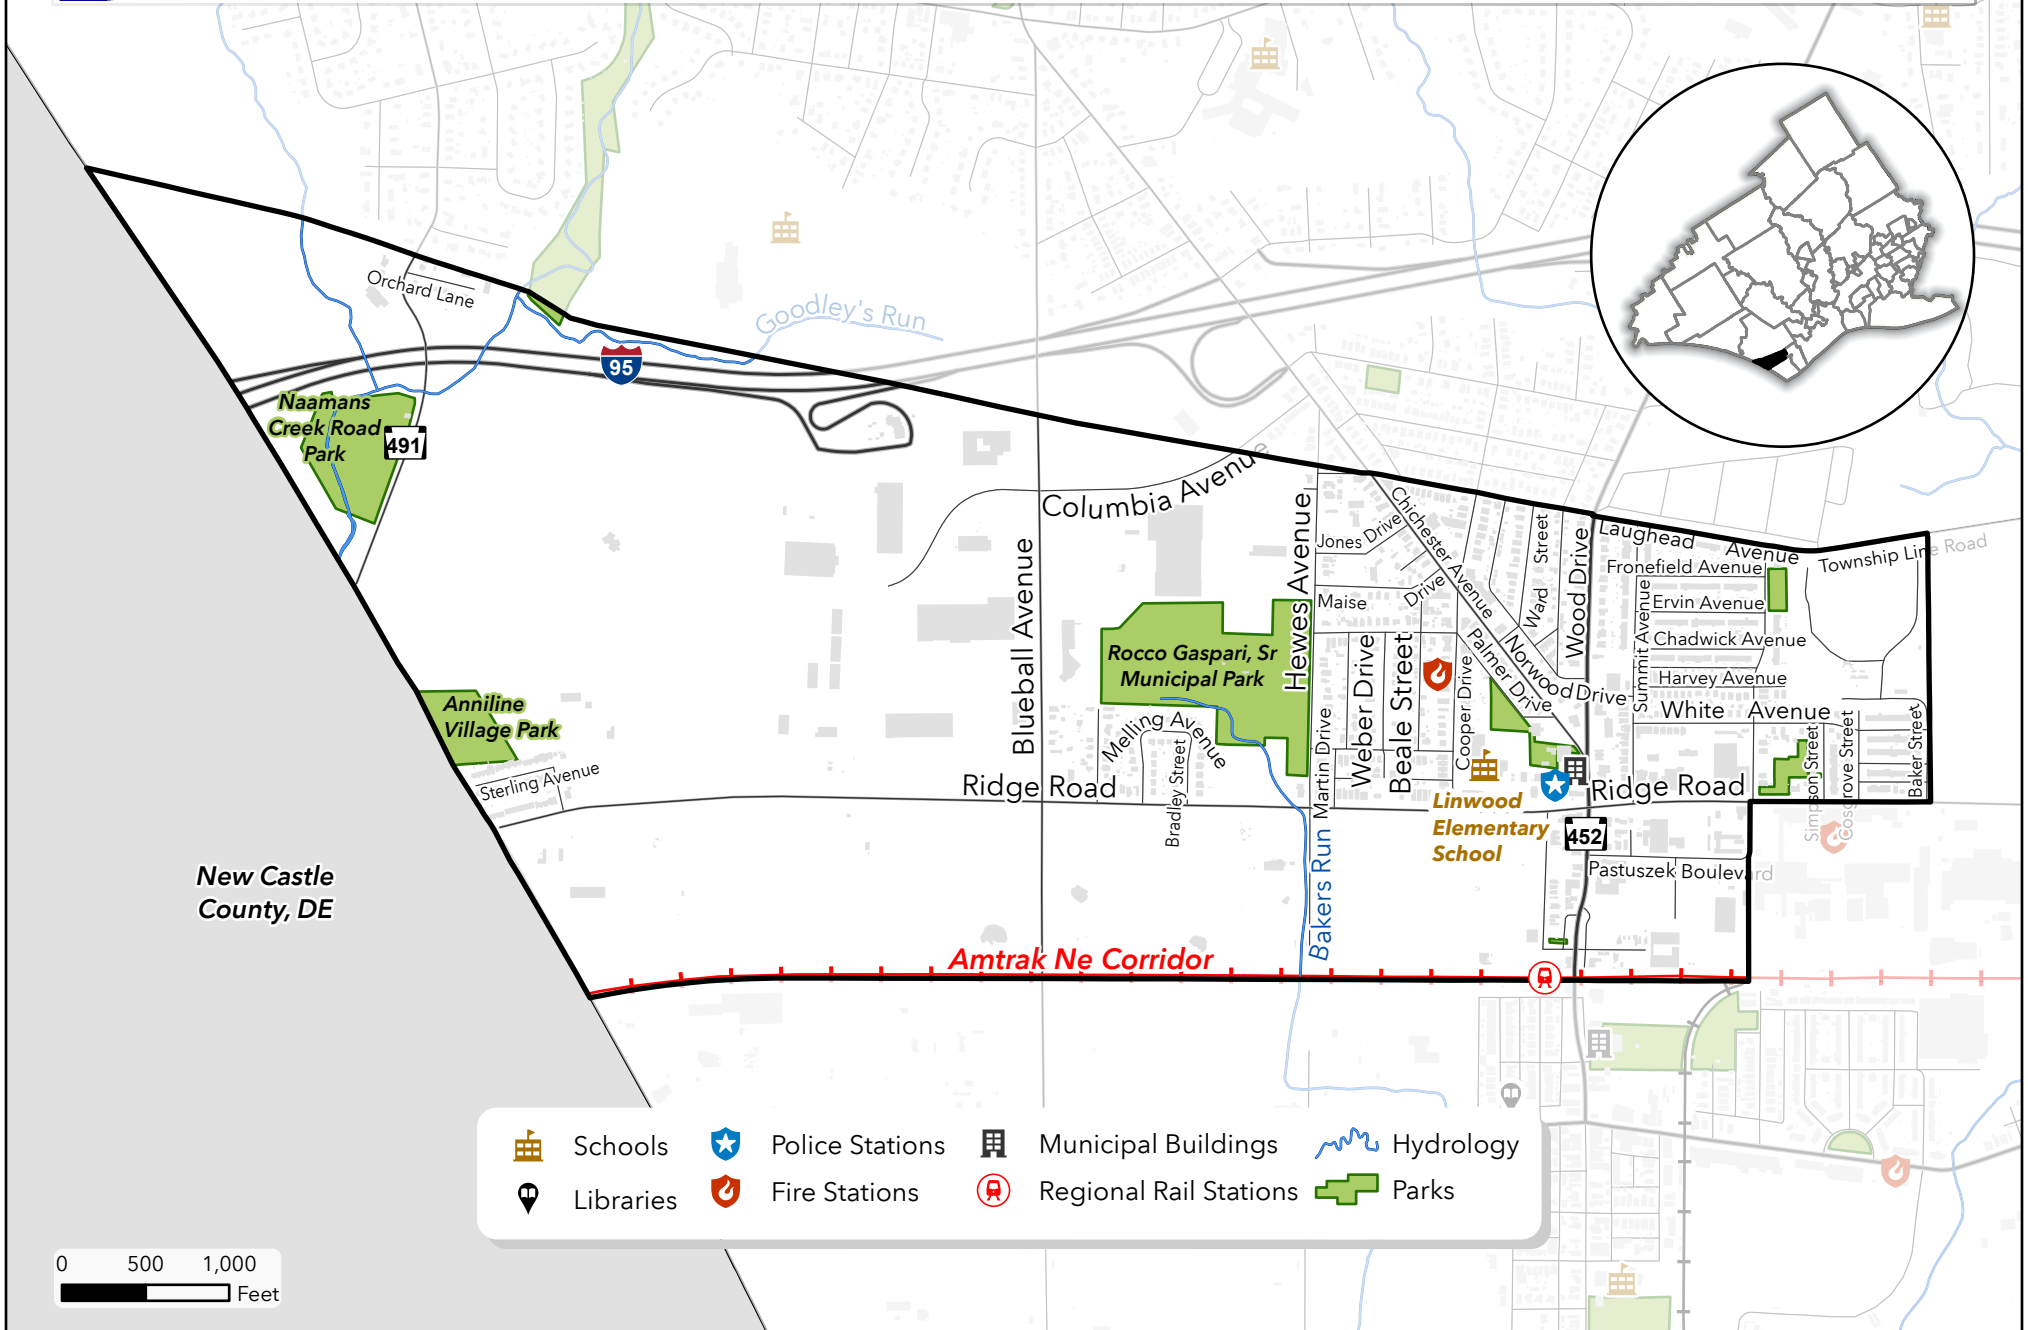 Orchard Lane
Goodley's Run
95
Naamans
Creek Road
Park
491
Columbia Avenue
Hewes Avenue
Chichester Avenue
Jones Drive
Ward Street
Wood Drive
Laughead Avenue
Township Line Road
Fronefield Avenue
Maise Drive
Ervin Avenue
Summit Avenue
Chadwick Avenue
Blueball Avenue
Rocco Gaspari, Sr
Municipal Park
Weber Drive
Beale Street
Cooper Drive
Palmer Drive
Norwood Drive
Harvey Avenue
White Avenue
Anniline
Village Park
Melling Avenue
Bradley Street
Martin Drive
Simpson Street
Cosgrove Street
Baker Street
Sterling Avenue
Ridge Road
Ridge Road
Linwood
Elementary
School
452
Pastuszek Boulevard
New Castle
County, DE
Bakers Run
Amtrak Ne Corridor
Schools
Police Stations
Municipal Buildings
Hydrology
Libraries
Fire Stations
Regional Rail Stations
Parks
0 500 1,000
Feet